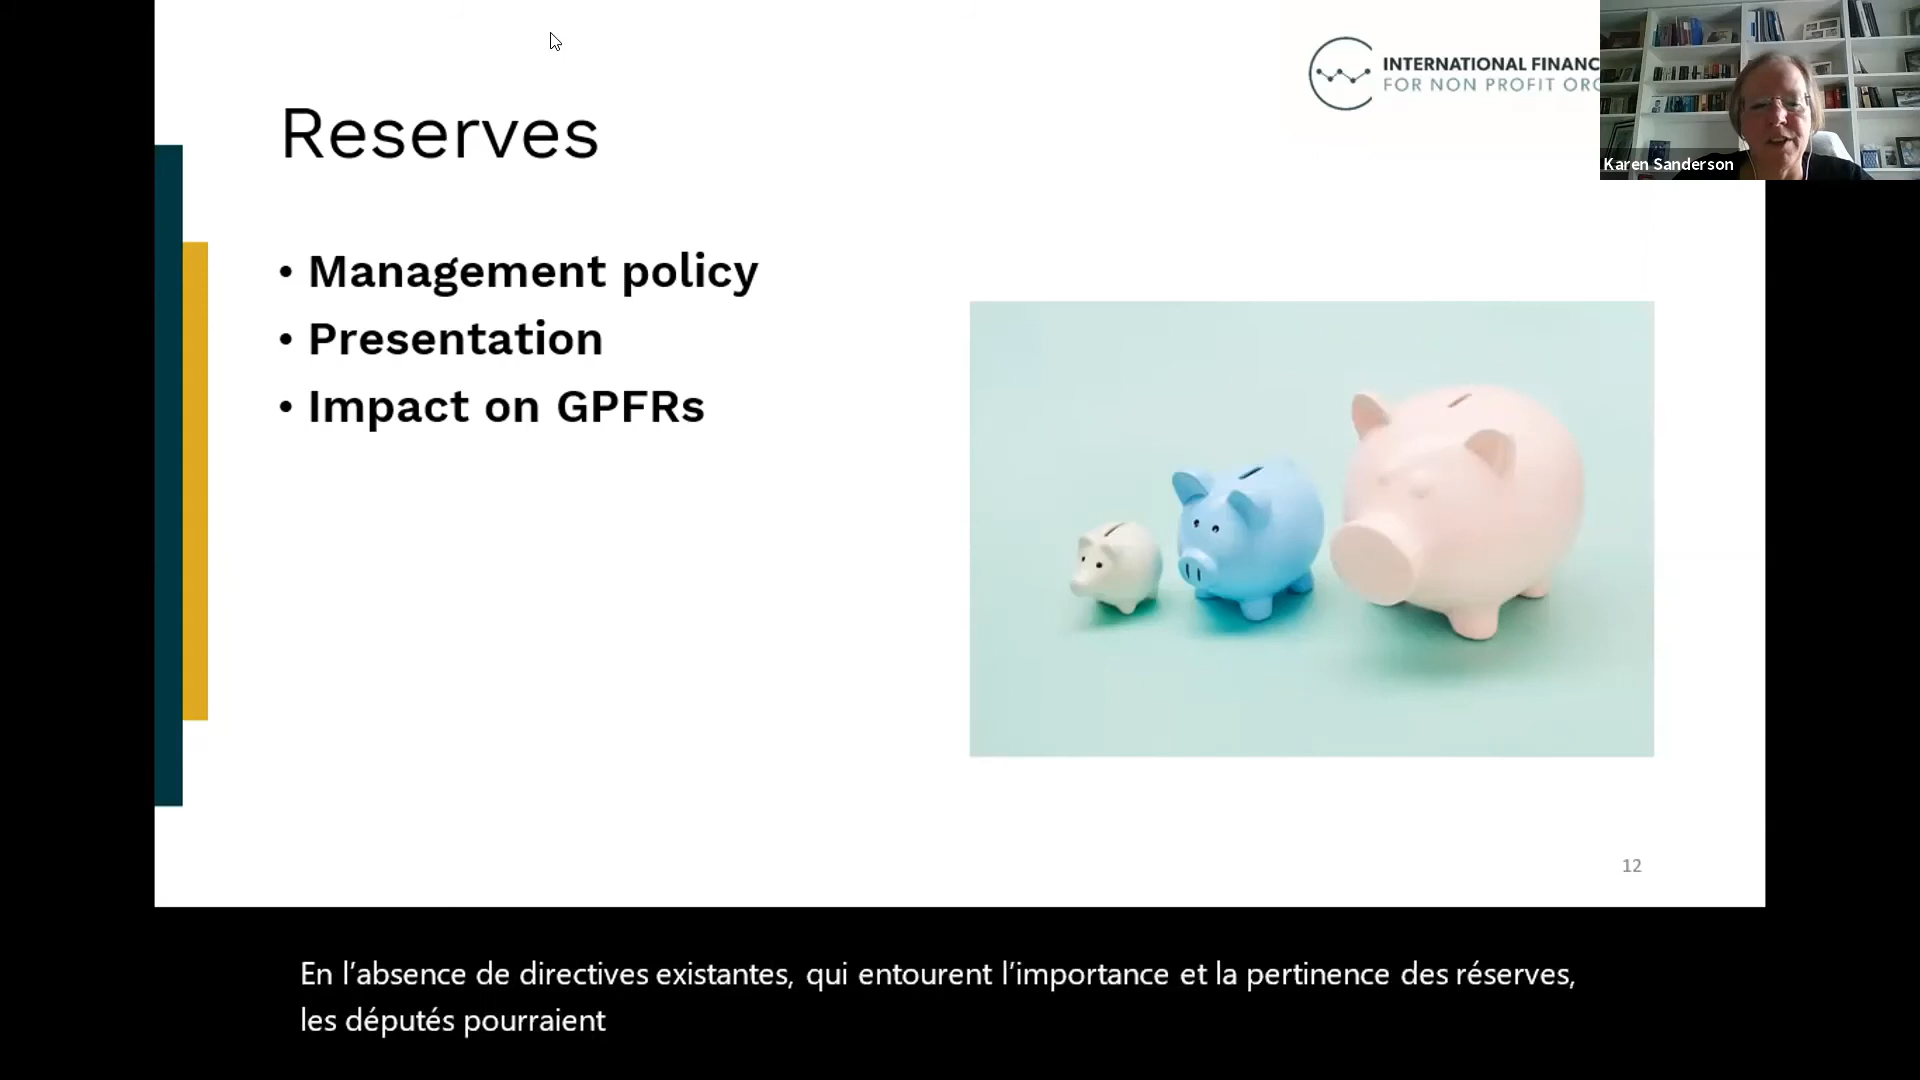 INTERNATIONAL FINANC
FOR NON PROFIT ORG
Karen Sanderson
Reserves
• Management policy
• Presentation
• Impact on GPFRs
12
En l’absence de directives existantes, qui entourent l’importance et la pertinence des réserves,
les députés pourraient